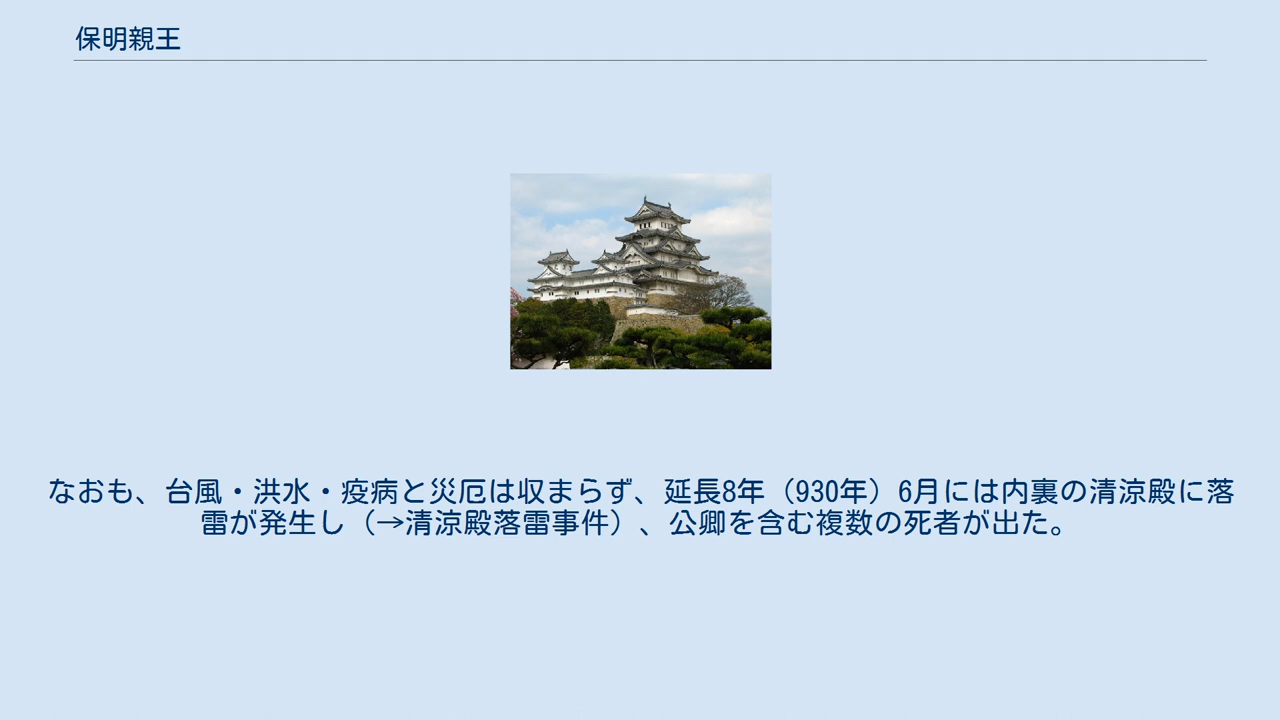 保明親王
なおも、台風・洪水・疫病と災厄は収まらず、延長8年（930年）6月には内裏の清涼殿に落
雷が発生し（→清涼殿落雷事件）、公卿を含む複数の死者が出た。